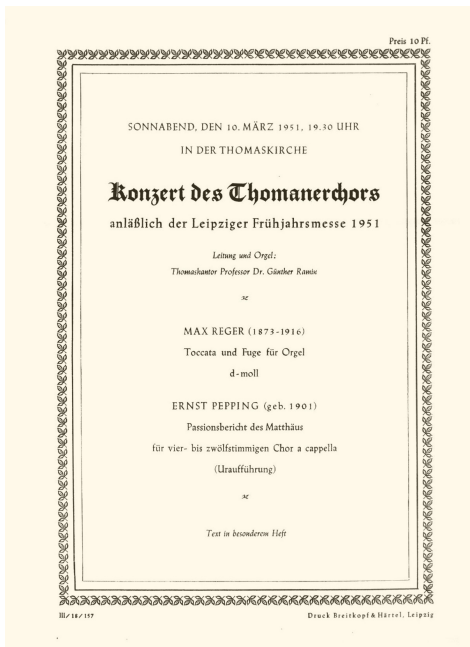 Preis 10 Pf.
SONNABEND, DEN 10. MÄRZ 1951, 19.30 UHR
IN DER THOMASKIRCHE
Konzert des Thomanerchors
anläßlich der Leipziger Frühjahrsmesse 1951
Leitung und Orgel:
Thomaskantor Professor Dr. Günther Ramin
MAX REGER (1873-1916)
Toccata und Fuge für Orgel
d-moll
ERNST PEPPING (geb. 1901)
Passionsbericht des Matthäus
für vier- bis zwölfstimmigen Chor a cappella
(Uraufführung)
Text in besonderem Heft
III/18/157
Druck Breitkopf & Härtel, Leipzig